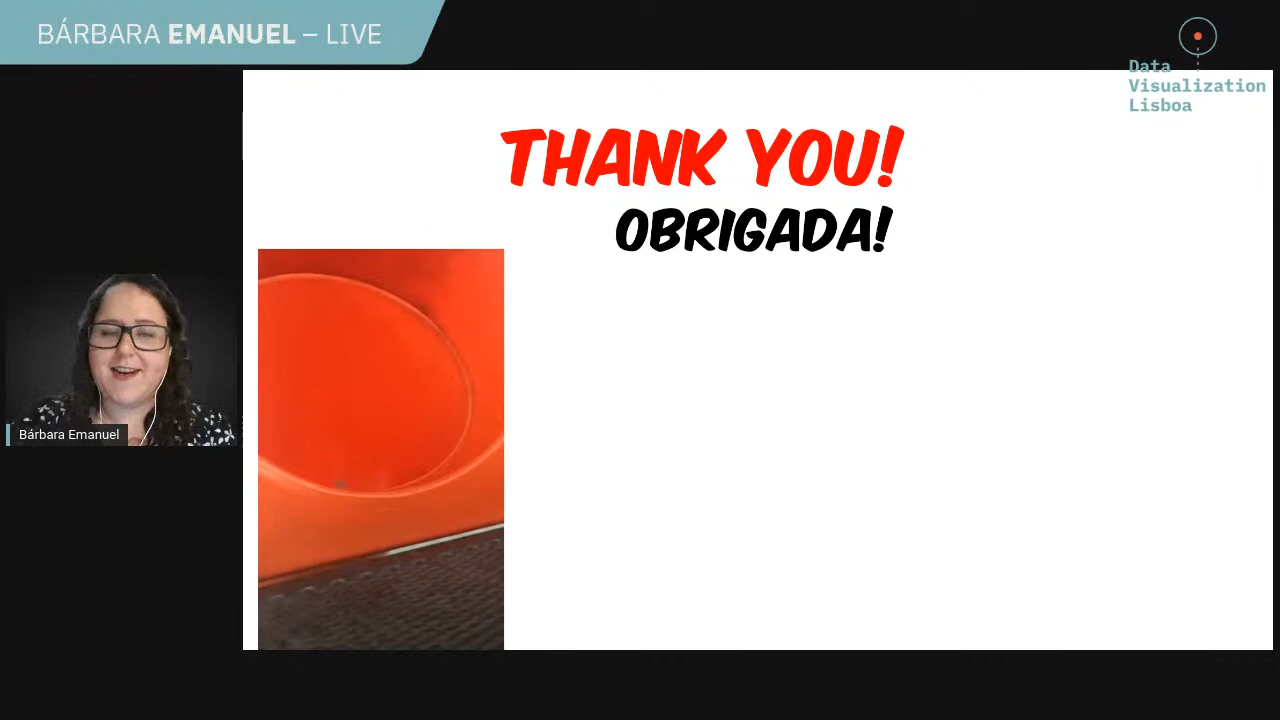 BÁRBARA EMANUEL – LIVE
Data
Visualization
Lisboa
THANK YOU!
OBRIGADA!
Bárbara Emanuel